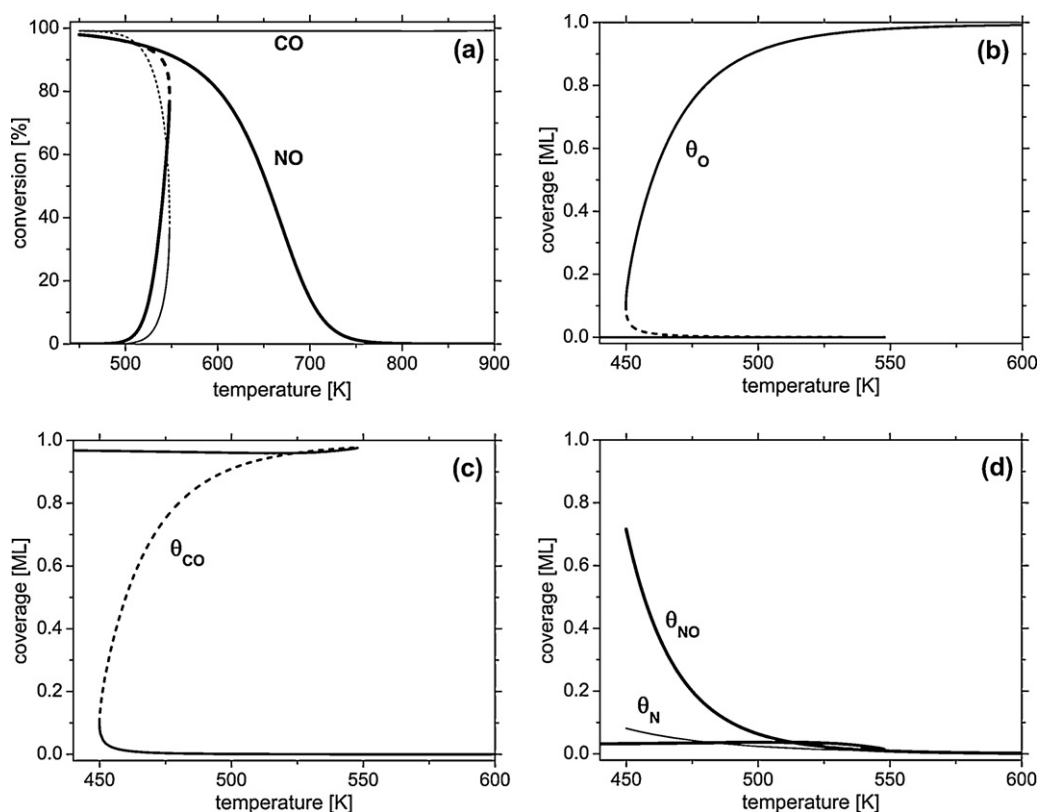 (a)
conversion [%]
100
80
60
40
20
0
CO
NO
500 550 600 650 700 750 800 850 900
temperature [K]
(b)
coverage [ML]
1.0
0.8
0.6
0.4
0.2
0.0
θO
450 500 550 600
temperature [K]
(c)
coverage [ML]
1.0
0.8
0.6
0.4
0.2
0.0
θCO
450 500 550 600
temperature [K]
(d)
coverage [ML]
1.0
0.8
0.6
0.4
0.2
0.0
θNO
θN
450 500 550 600
temperature [K]